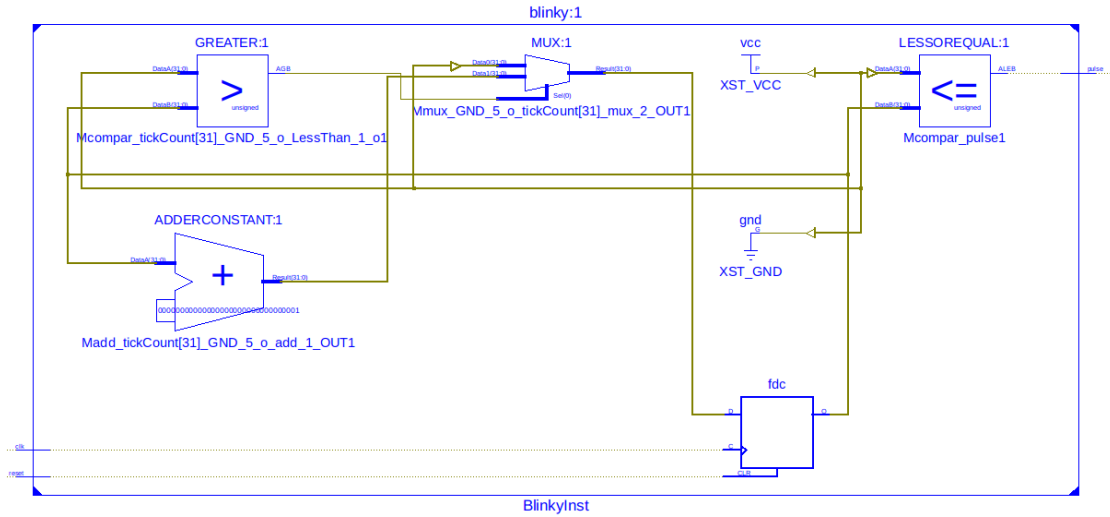 blinky:1
GREATER:1
DataA(31:0)
AGB
>
DataB(31:0)
unsigned
Mcompar_tickCount[31]_GND_5_o_LessThan_1_o1
MUX:1
Data0(31:0)
Data1(31:0)
Result(31:0)
Sel(0)
Mmux_GND_5_o_tickCount[31]_mux_2_OUT1
vcc
P
XST_VCC
LESSOREQUAL:1
DataA(31:0)
ALEB
<=
DataB(31:0)
unsigned
Mcompar_pulse1
pulse
ADDERCONSTANT:1
DataA(31:0)
+
Result(31:0)
00000000000000000000000000000001
Madd_tickCount[31]_GND_5_o_add_1_OUT1
gnd
G
XST_GND
fdc
D
Q
C
CLR
clk
reset
BlinkyInst